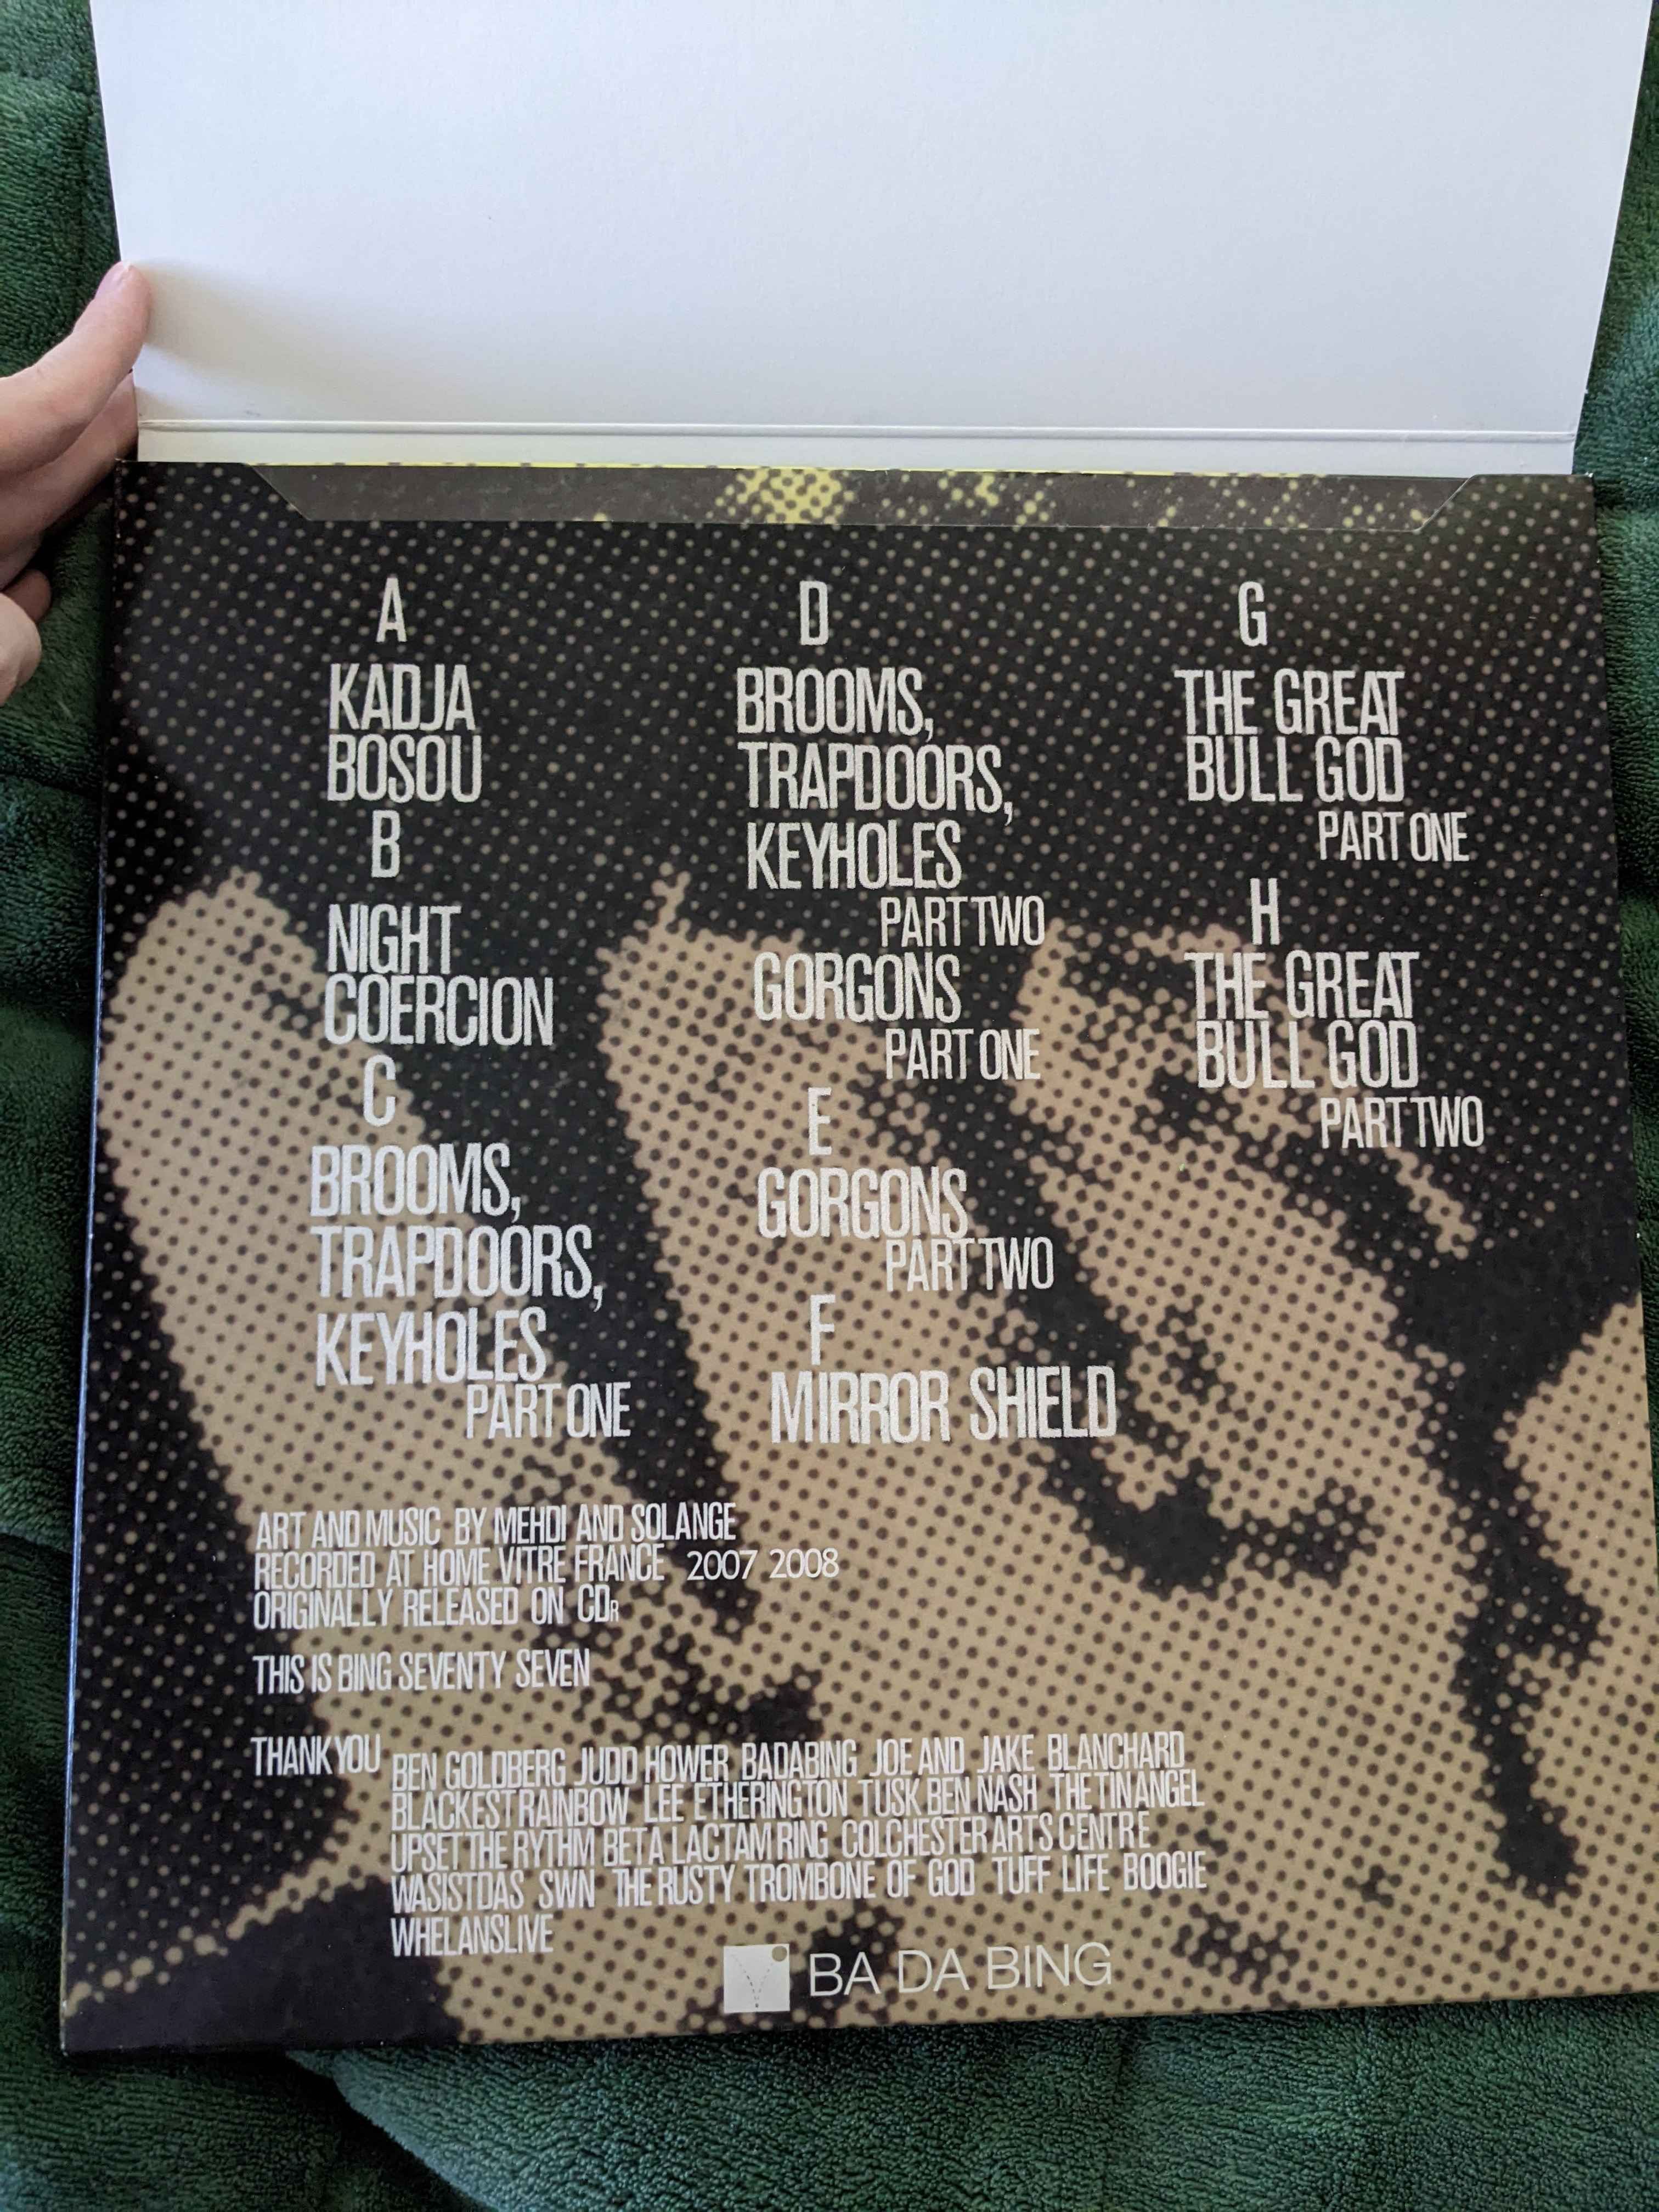 A
KADJA
BOSOU
B
NIGHT
COERCION
C
BROOMS,
TRAPDOORS,
KEYHOLES
PART ONE
D
BROOMS,
TRAPDOORS,
KEYHOLES
PART TWO
GORGONS
PART ONE
E
GORGONS
PART TWO
F
MIRROR SHIELD
G
THE GREAT
BULL GOD
PART ONE
H
THE GREAT
BULL GOD
PART TWO
ART AND MUSIC BY MEHDI AND SOLANGE
RECORDED AT HOME VITRE FRANCE 2007 2008
ORIGINALLY RELEASED ON CDR
THIS IS BING SEVENTY SEVEN
THANK YOU BEN GOLDBERG JUDD HOWER BADABING JOE AND JAKE BLANCHARD
BLACKEST RAINBOW LEE ETHERINGTON TUSK BEN NASH THE TIN ANGEL
UPSET THE RYTHM BETA LACTAM RING COLCHESTER ARTS CENTRE
WASISTDAS SWN THE RUSTY TROMBONE OF GOD TUFF LIFE BOOGIE
WHELANSLIVE
BA DA BING